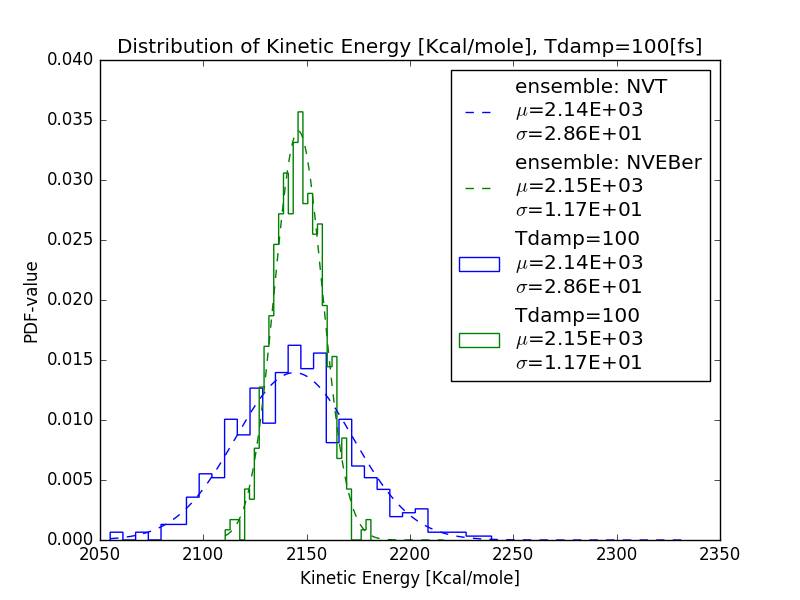 Distribution of Kinetic Energy [Kcal/mole], Tdamp=100[fs]
0.040
0.035
0.030
0.025
0.020
0.015
0.010
0.005
0.000
PDF-value
ensemble: NVT
μ=2.14E+03
σ=2.86E+01
ensemble: NVEBer
μ=2.15E+03
σ=1.17E+01
Tdamp=100
μ=2.14E+03
σ=2.86E+01
Tdamp=100
μ=2.15E+03
σ=1.17E+01
2050 2100 2150 2200 2250 2300 2350
Kinetic Energy [Kcal/mole]